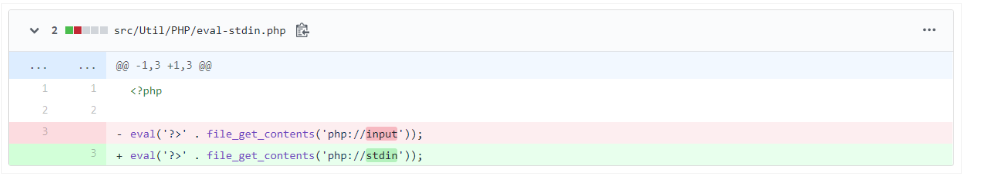 2 src/Util/PHP/eval-stdin.php ...
... ... @@ -1,3 +1,3 @@
1 1 <?php
2 2
3 - eval('?>' . file_get_contents('php://input'));
3 + eval('?>' . file_get_contents('php://stdin'));